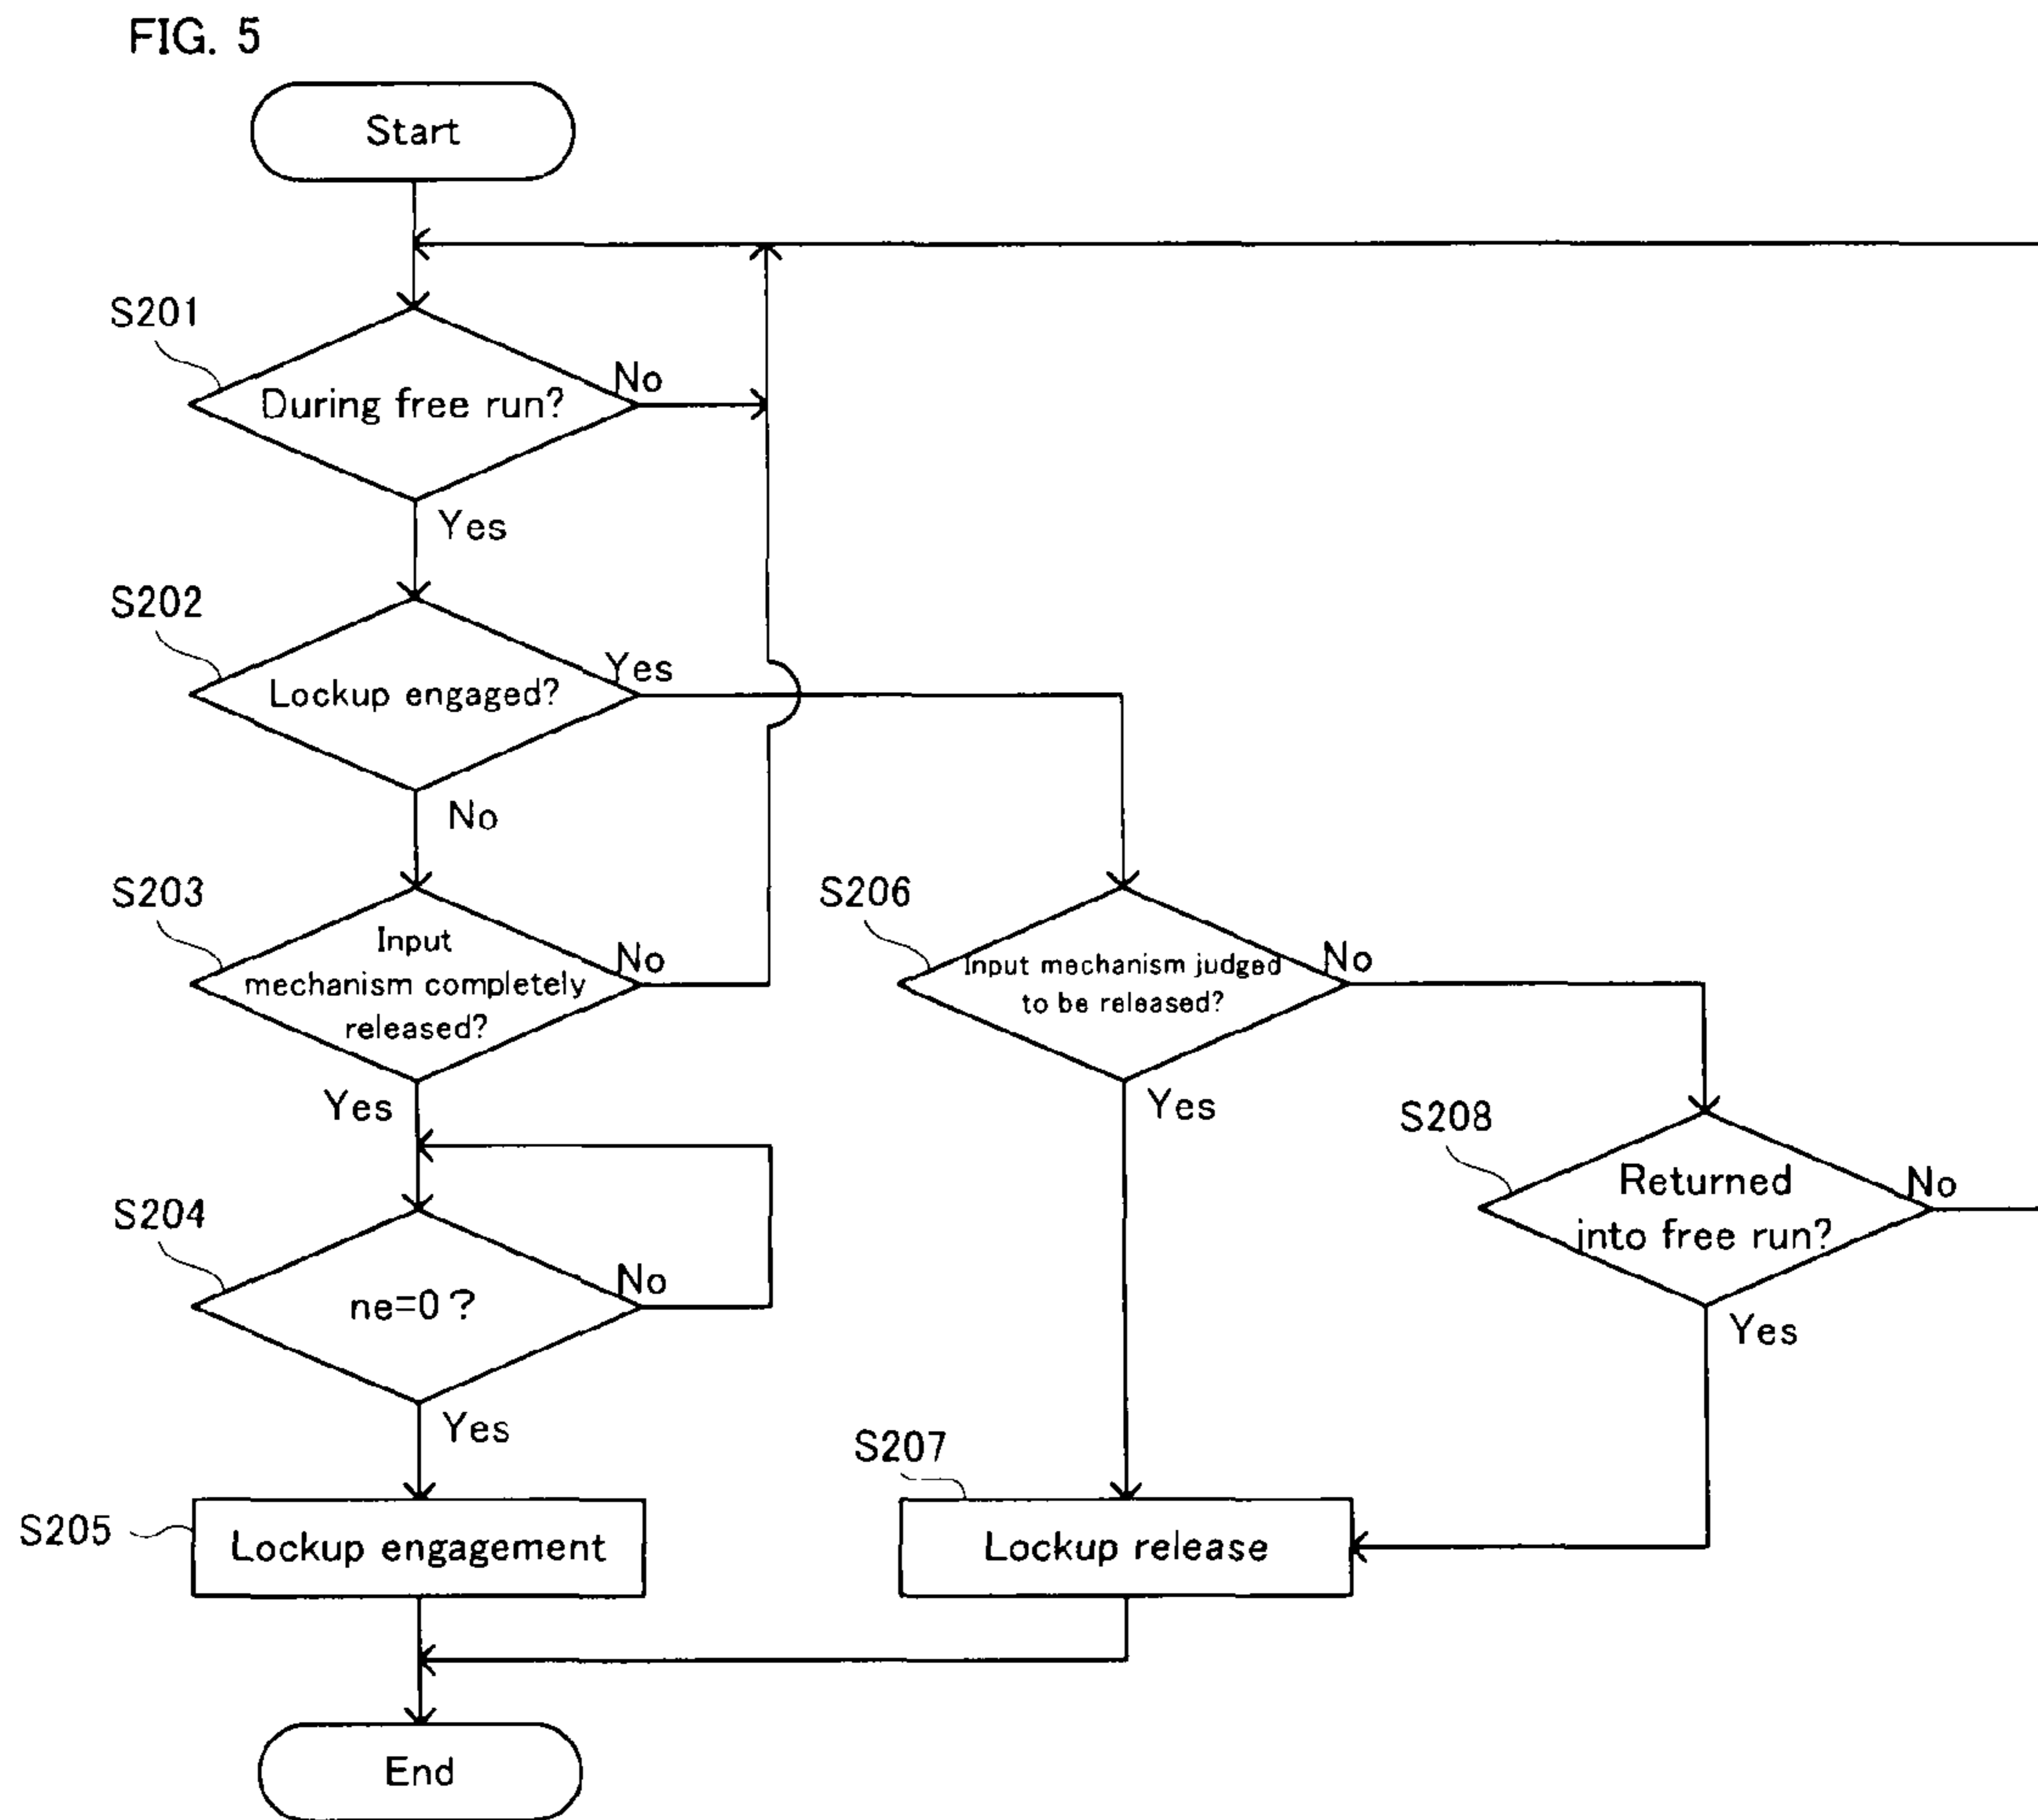 FIG. 5
Start
S201
During free run?
No
Yes
S202
Lockup engaged?
Yes
No
S203
Input
mechanism completely
released?
No
Yes
S206
Input mechanism judged
to be released?
No
Yes
S208
Returned
into free run?
No
Yes
S204
ne=0?
No
Yes
S205
Lockup engagement
S207
Lockup release
End